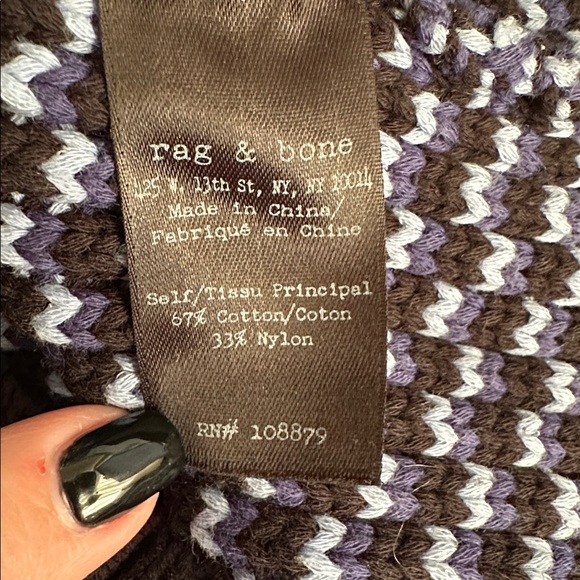 rag & bone
425 W. 13th St, NY, NY 10014
Made in China/
Fabriqué en Chine
Self/Tissu Principal
67% Cotton/Coton
33% Nylon
RN# 108879